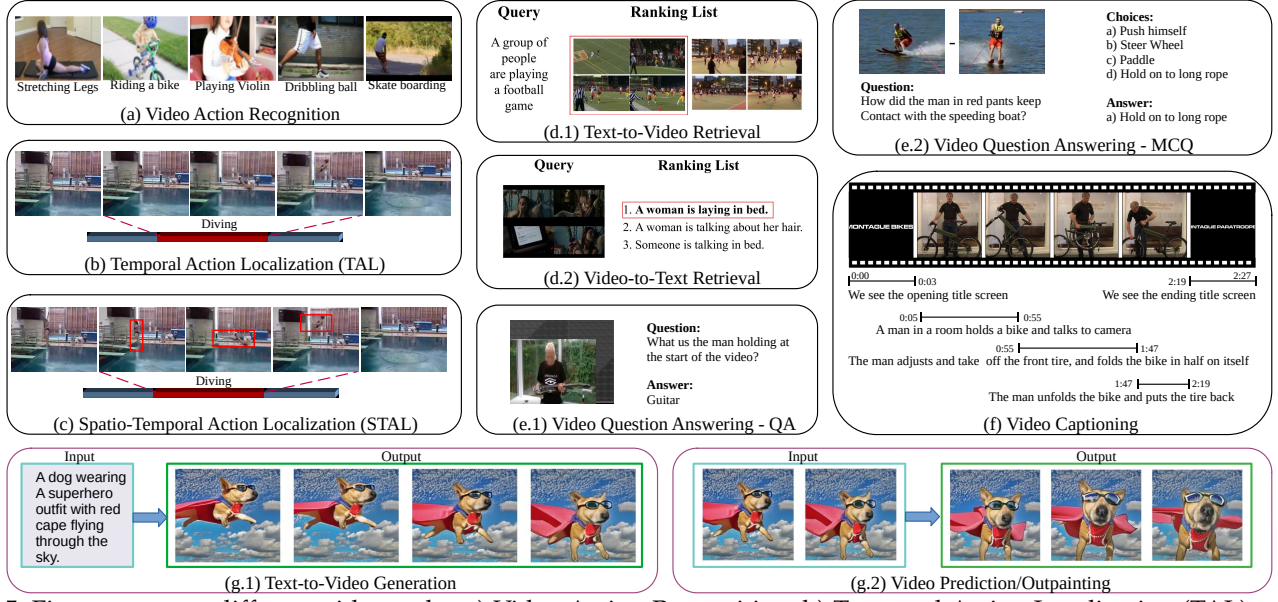 Stretching Legs
Riding a bike
Playing Violin
Dribbling ball
Skate boarding
(a) Video Action Recognition
Diving
(b) Temporal Action Localization (TAL)
Diving
(c) Spatio-Temporal Action Localization (STAL)
Query
Ranking List
A group of
people
are playing
a football
game
(d.1) Text-to-Video Retrieval
Query
Ranking List
1. A woman is laying in bed.
2. A woman is talking about her hair.
3. Someone is talking in bed.
(d.2) Video-to-Text Retrieval
Question:
What us the man holding at
the start of the video?
Answer:
Guitar
(e.1) Video Question Answering - QA
-
Question:
How did the man in red pants keep
Contact with the speeding boat?
Choices:
a) Push himself
b) Steer Wheel
c) Paddle
d) Hold on to long rope
Answer:
a) Hold on to long rope
(e.2) Video Question Answering - MCQ
MONTAGUE BIKES
NTAGUE PARATROOPE
0:00
0:03
We see the opening title screen
2:19
2:27
We see the ending title screen
0:05
0:55
A man in a room holds a bike and talks to camera
0:55
1:47
The man adjusts and take off the front tire, and folds the bike in half on itself
1:47
2:19
The man unfolds the bike and puts the tire back
(f) Video Captioning
Input
Output
A dog wearing
A superhero
outfit with red
cape flying
through the
sky.
(g.1) Text-to-Video Generation
Input
Output
(g.2) Video Prediction/Outpainting